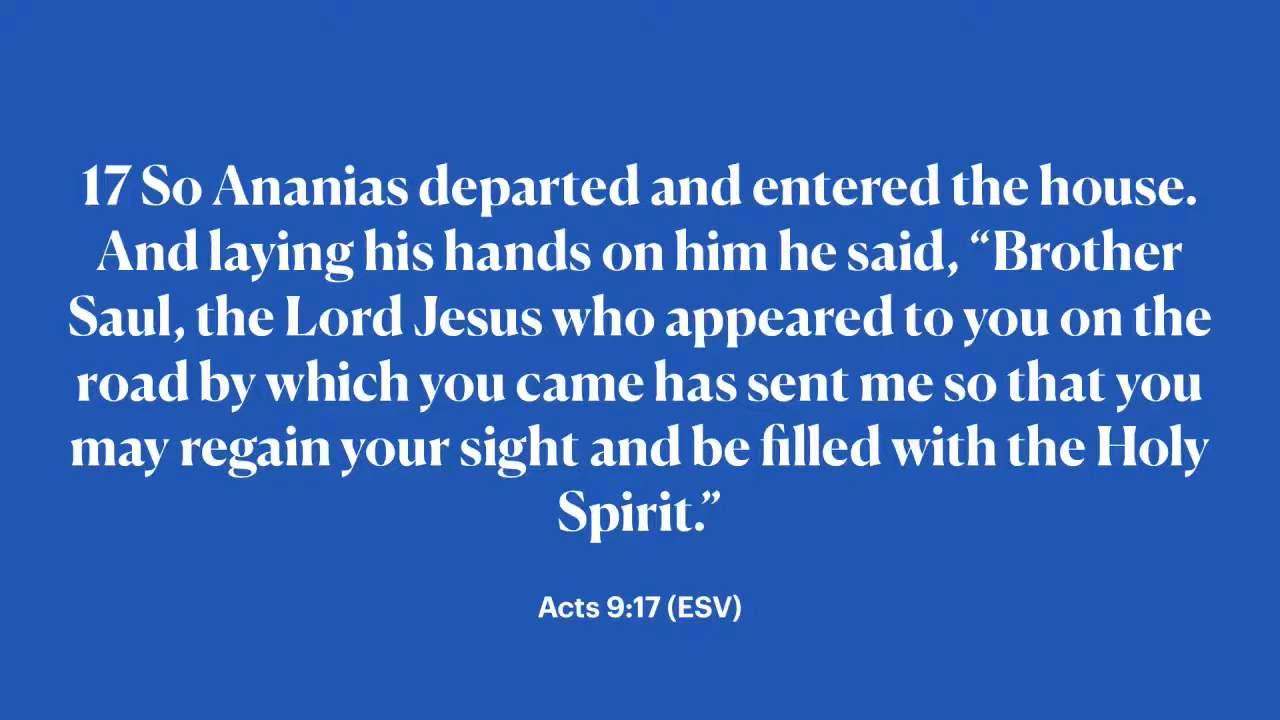 17 So Ananias departed and entered the house.
And laying his hands on him he said, “Brother
Saul, the Lord Jesus who appeared to you on the
road by which you came has sent me so that you
may regain your sight and be filled with the Holy
Spirit.”
Acts 9:17 (ESV)